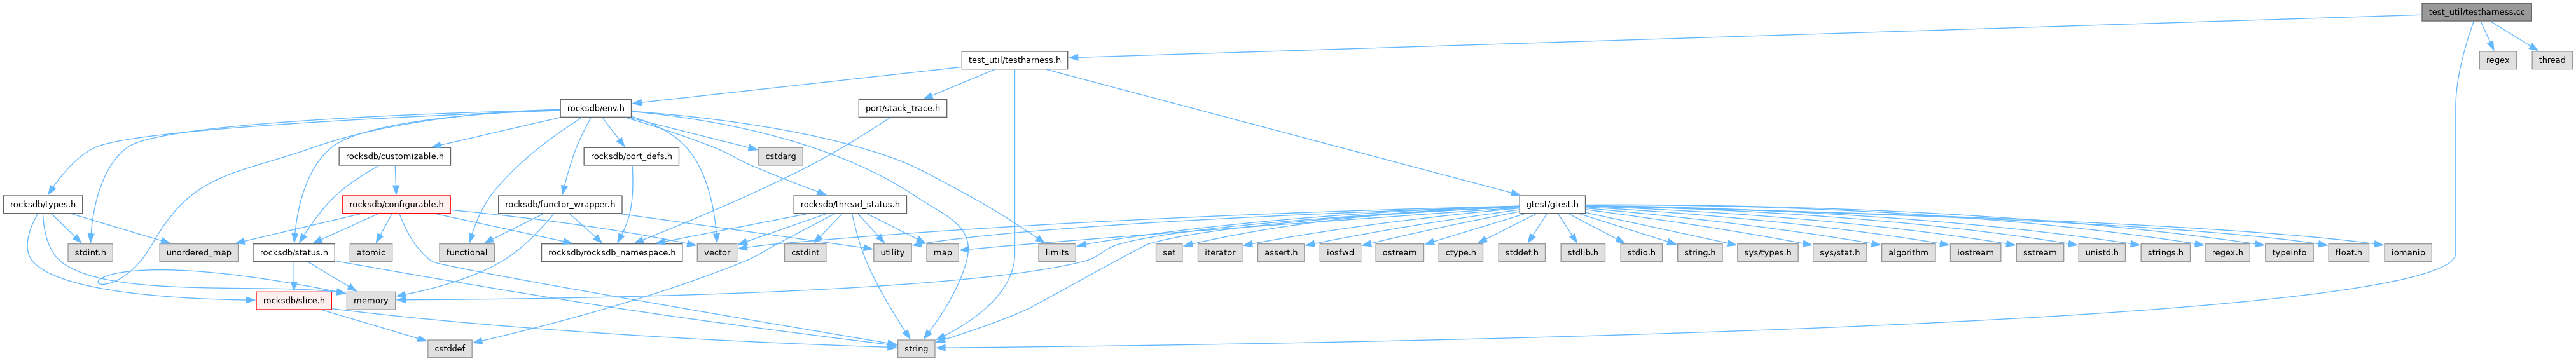 test_util/testharness.cc
test_util/testharness.h
regex
thread
rocksdb/env.h
port/stack_trace.h
rocksdb/customizable.h
rocksdb/port_defs.h
cstdarg
rocksdb/types.h
rocksdb/configurable.h
rocksdb/functor_wrapper.h
rocksdb/thread_status.h
gtest/gtest.h
stdint.h
unordered_map
rocksdb/status.h
atomic
functional
rocksdb/rocksdb_namespace.h
vector
cstdint
utility
map
limits
set
iterator
assert.h
iosfwd
ostream
ctype.h
stddef.h
stdlib.h
stdio.h
string.h
sys/types.h
sys/stat.h
algorithm
iostream
sstream
unistd.h
strings.h
regex.h
typeinfo
float.h
iomanip
rocksdb/slice.h
memory
cstddef
string